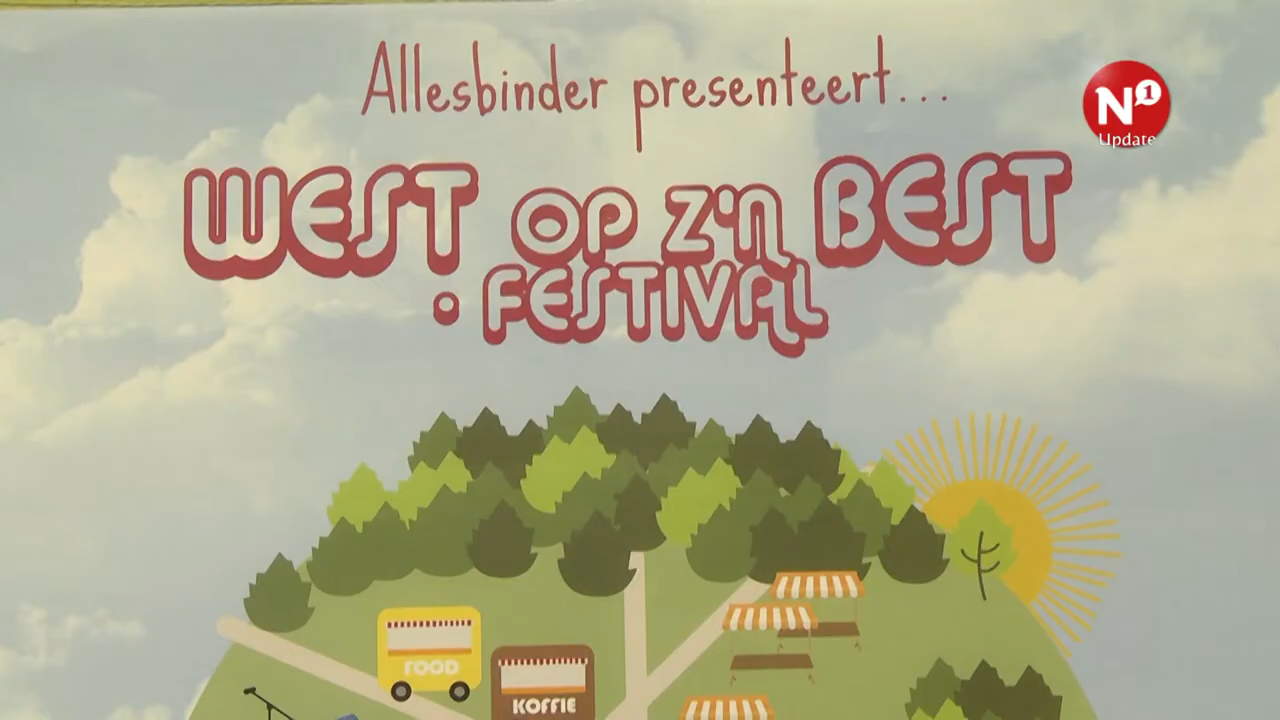 Allesbinder presenteert...
WEST OP Z'N BEST
FESTIVAL
N1
Update
FOOD
KOFFIE